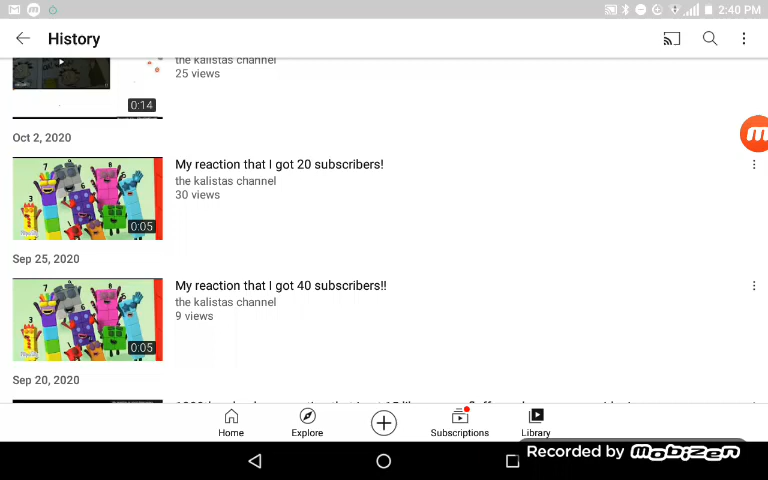 2:40 PM
History
the kalistas channel
25 views
0:14
Oct 2, 2020
My reaction that I got 20 subscribers!
the kalistas channel
30 views
0:05
Sep 25, 2020
My reaction that I got 40 subscribers!!
the kalistas channel
9 views
0:05
Sep 20, 2020
Home
Explore
Subscriptions
Library
Recorded by mobizen